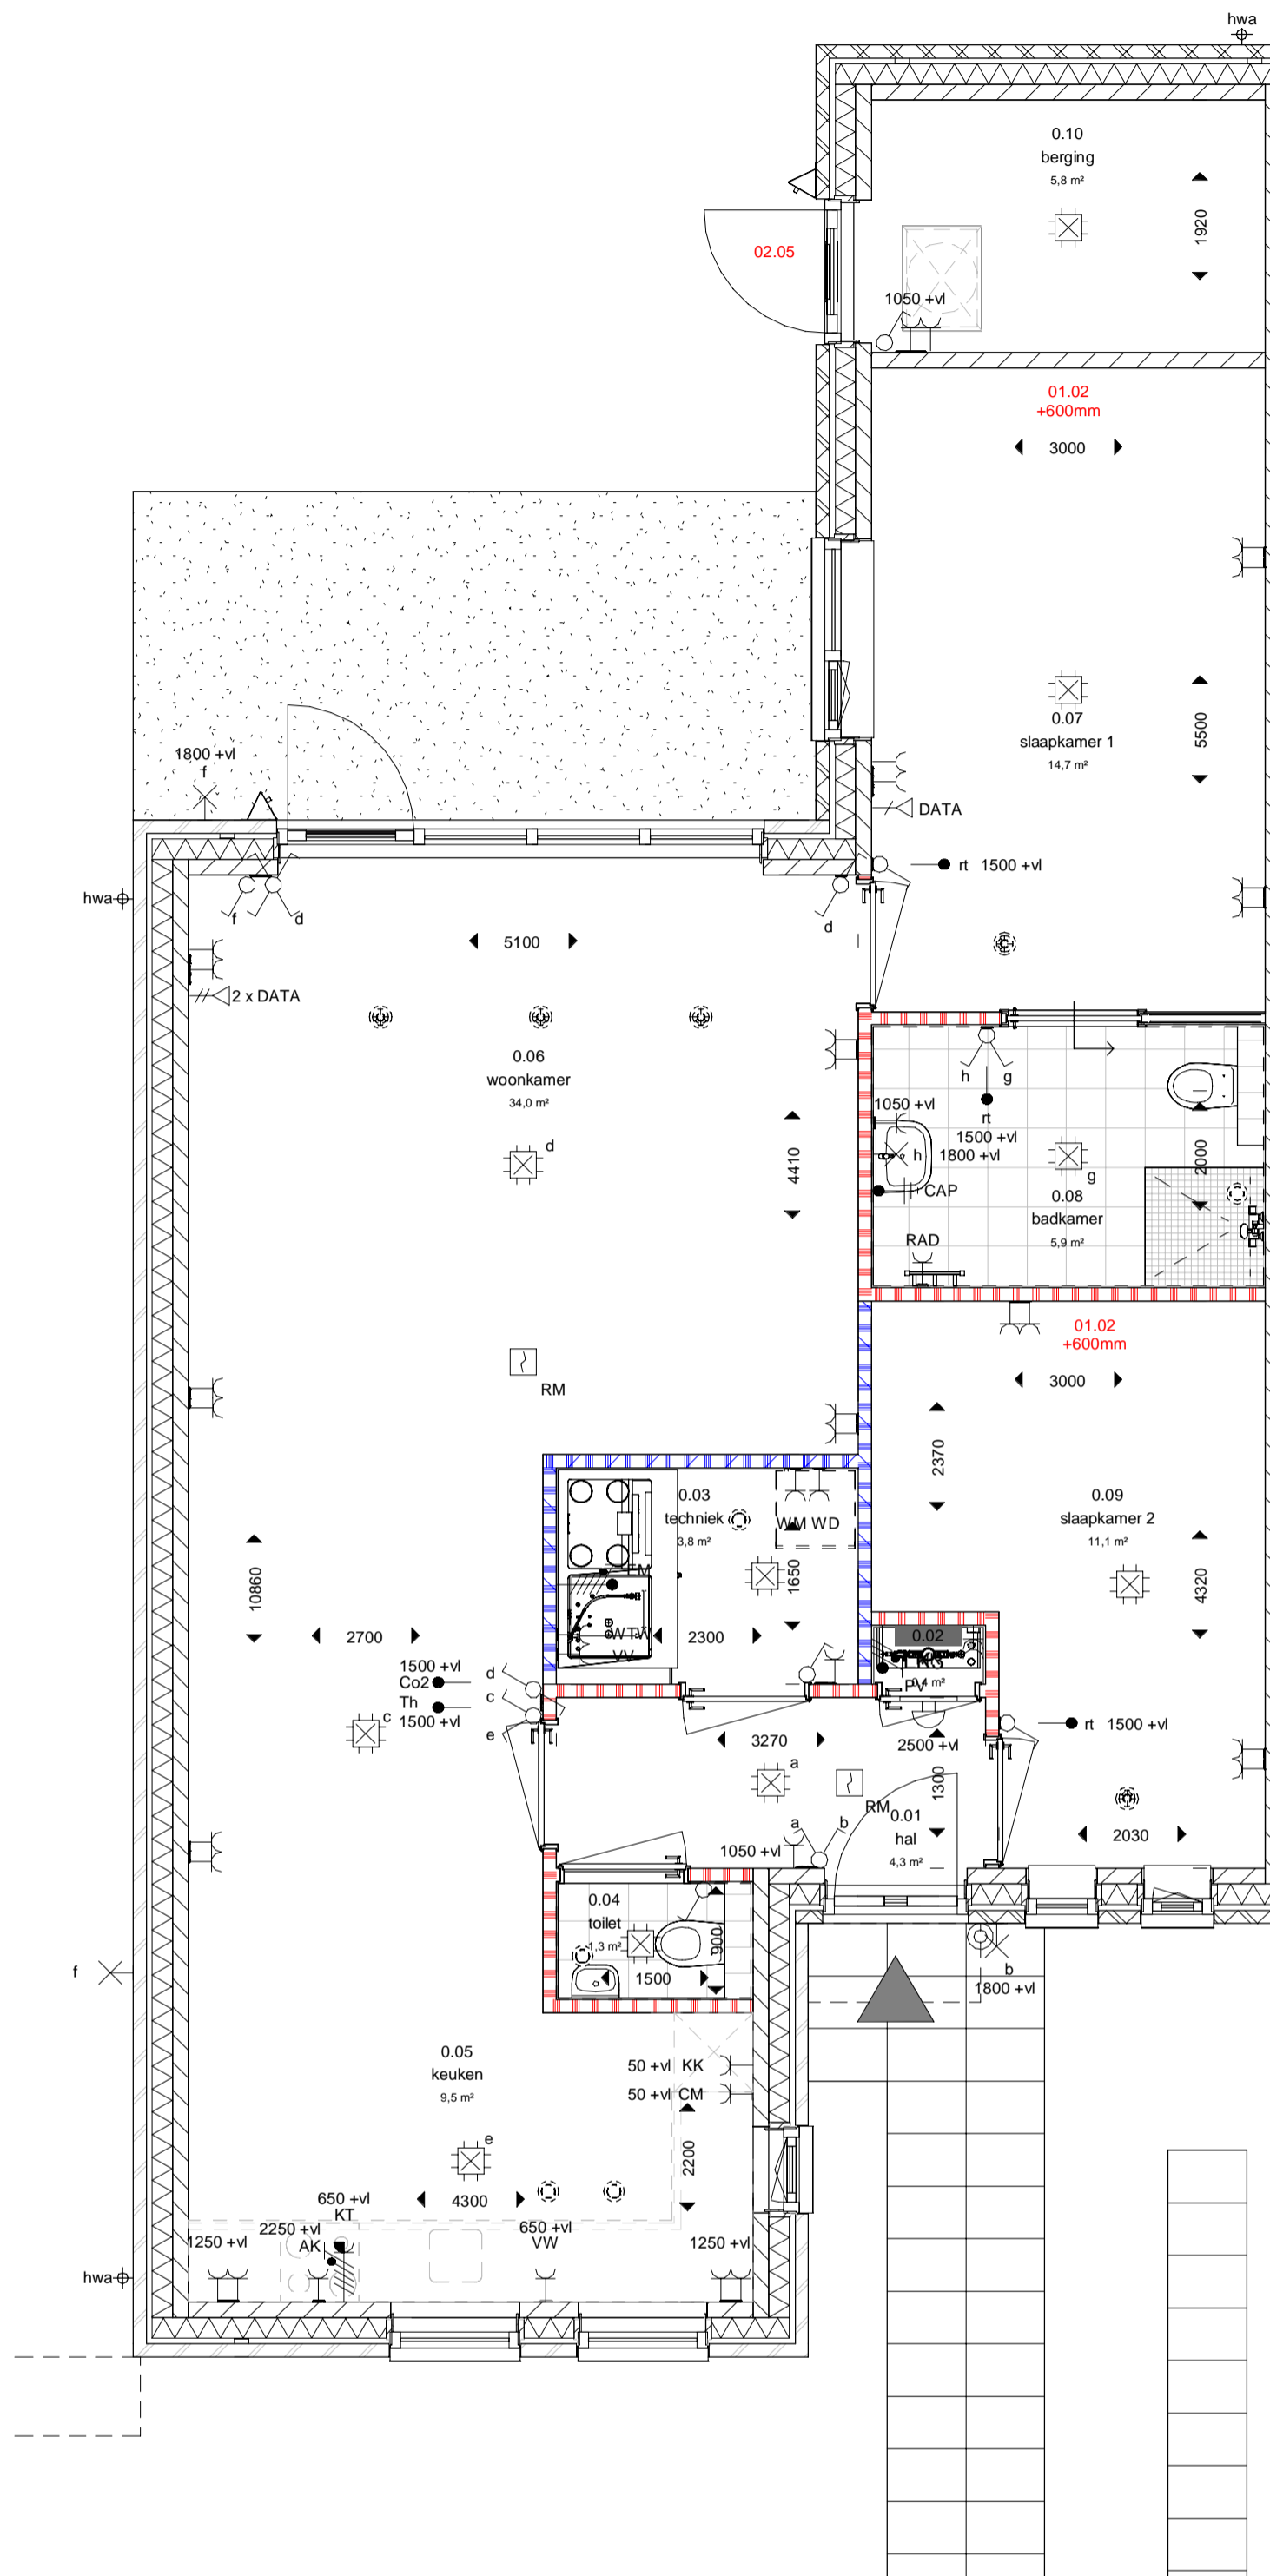 hwa
0.10
berging
5,8 m²
1920
02.05
1050 +vl
01.02
+600mm
3000
0.07
slaapkamer 1
14,7 m²
5500
1800 +vl
f
DATA
rt 1500 +vl
hwa
f
d
d
5100
2 x DATA
0.06
woonkamer
34,0 m²
h
g
rt
1500 +vl
1050 +vl
h 1800 +vl
4410
d
2000
g
CAP
0.08
badkamer
5,9 m²
RAD
01.02
+600mm
RM
3000
2370
0.03
techniek
3,8 m²
WM WD
0.09
slaapkamer 2
11,1 m²
10860
1650
4320
2700
WTW
VV
2300
0.02
PV
1500 +vl
Co2
d
Th
c
1500 +vl
c
e
rt 1500 +vl
3270
2500 +vl
a
1300
RM
0.01
hal
4,3 m²
a
b
1050 +vl
2030
0.04
toilet
1,3 m²
900
1500
f
b
1800 +vl
0.05
keuken
9,5 m²
50 +vl KK
50 +vl CM
e
2200
650 +vl
KT
4300
2250 +vl
AK
1250 +vl
650 +vl
VW
1250 +vl
hwa